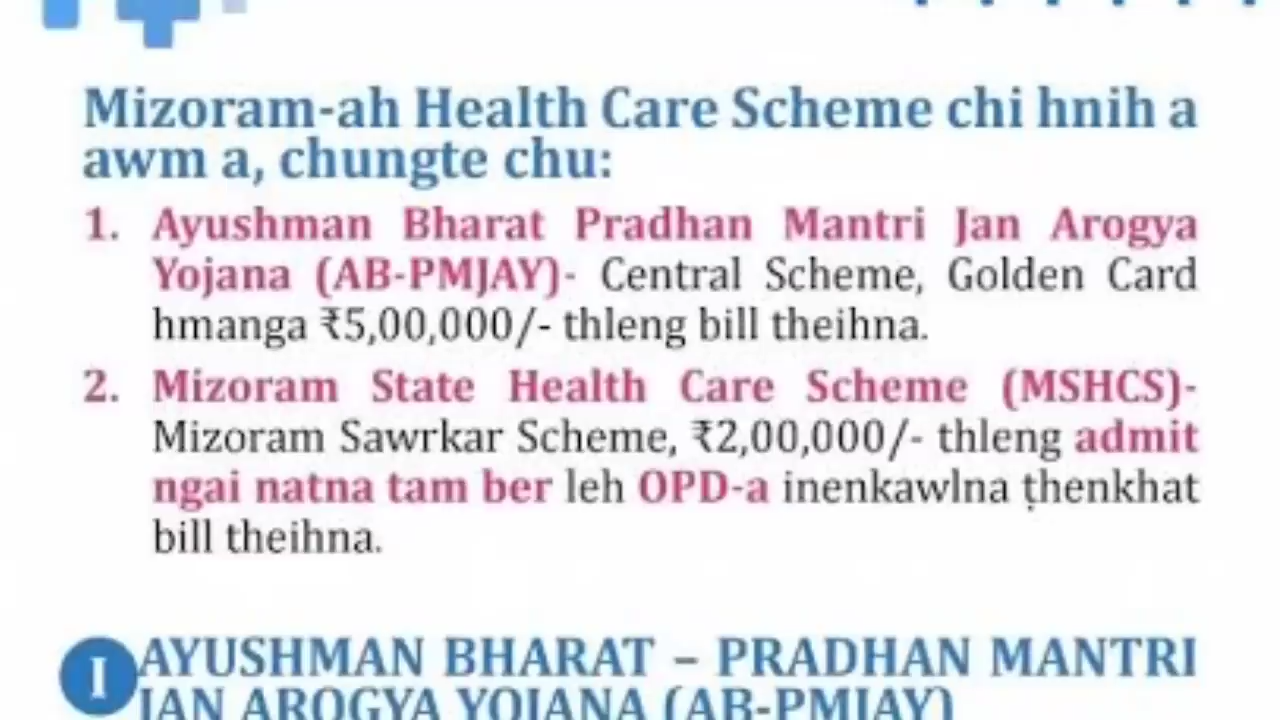 Mizoram-ah Health Care Scheme chi hnih a
awm a, chungte chu:
1. Ayushman Bharat Pradhan Mantri Jan Arogya
Yojana (AB-PMJAY)- Central Scheme, Golden Card
hmanga ₹5,00,000/- thleng bill theihna.
2. Mizoram State Health Care Scheme (MSHCS)-
Mizoram Sawrkar Scheme, ₹2,00,000/- thleng admit
ngai natna tam ber leh OPD-a inenkawlna ṭhenkhat
bill theihna.
I AYUSHMAN BHARAT – PRADHAN MANTRI
JAN AROGYA YOJANA (AB-PMJAY)